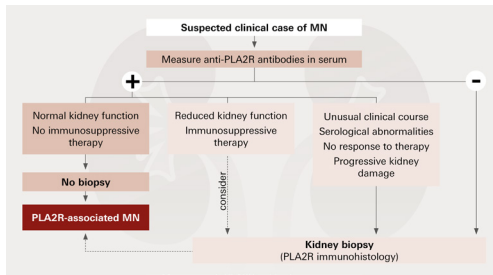 Suspected clinical case of MN
Measure anti-PLA2R antibodies in serum
+
−
Normal kidney function
No immunosuppressive
therapy
Reduced kidney function
Immunosuppressive
therapy
Unusual clinical course
Serological abnormalities
No response to therapy
Progressive kidney
damage
No biopsy
consider
PLA2R-associated MN
Kidney biopsy
(PLA2R immunohistology)